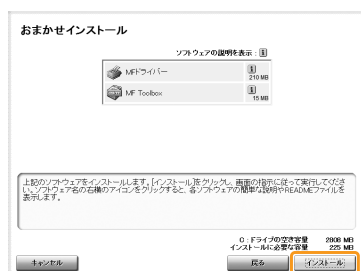 おまかせインストール
ソフトウェアの説明を表示：i
MFドライバー
i
210 MB
MF Toolbox
i
15 MB
上記のソフトウェアをインストールします。[インストール]をクリックし、画面の指示に従って実行してくださ
い。ソフトウェア名の右横のアイコンをクリックすると、各ソフトウェアの簡単な説明やREADMEファイルを
表示します。
C：ドライブの空き容量 2808 MB
インストールに必要な容量 225 MB
キャンセル
戻る
インストール